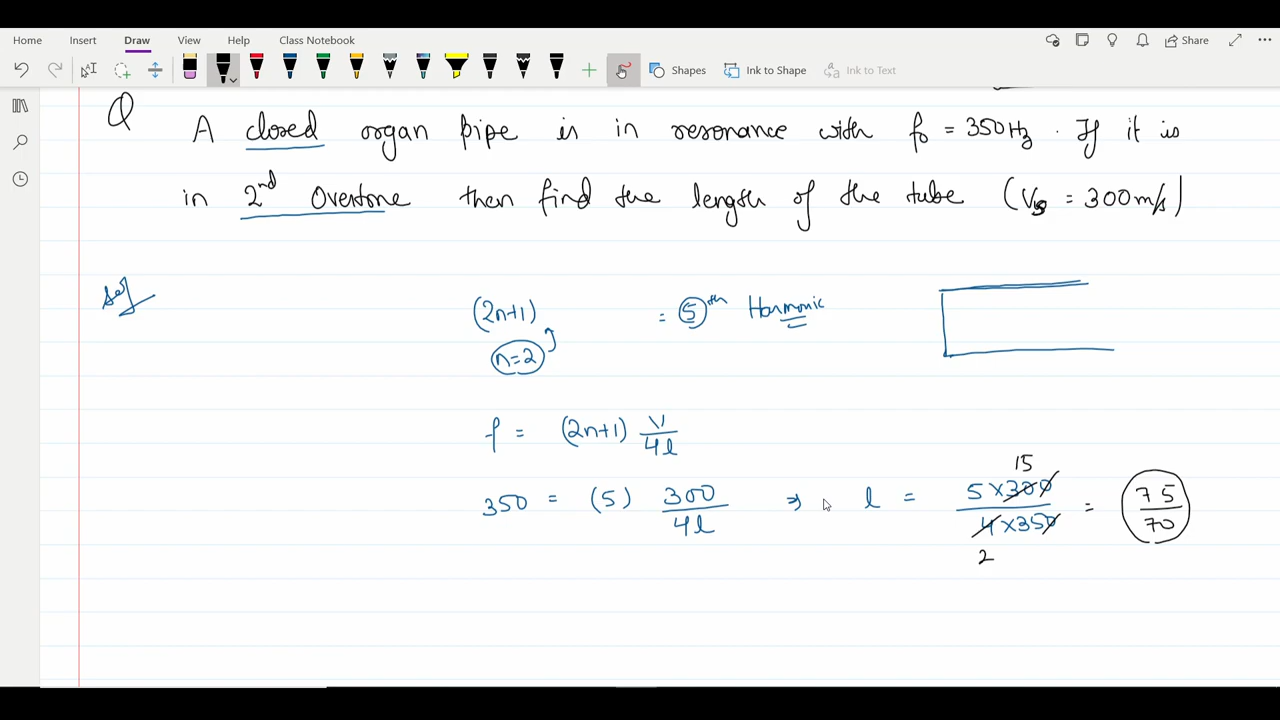 Home Insert Draw View Help Class Notebook Share
Shapes Ink to Shape Ink to Text
Q A closed organ pipe is in resonance with f0 = 350Hz. If it is
in 2nd Overtone then find the length of the tube (Vs = 300m/s)
Sol
(2n+1) = 5th Harmonic
n=2
f = (2n+1) V/4l
350 = (5) 300/4l ⇒ l = 5×300/4×350 = 75/70
15
2